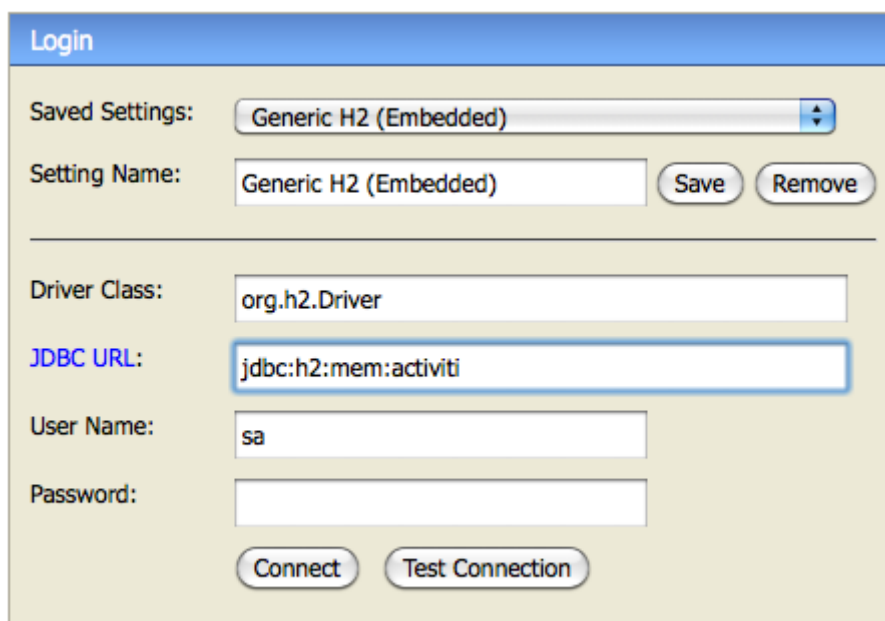 Login
Saved Settings: Generic H2 (Embedded)
Setting Name: Generic H2 (Embedded) Save Remove
Driver Class: org.h2.Driver
JDBC URL: jdbc:h2:mem:activiti
User Name: sa
Password:
Connect Test Connection